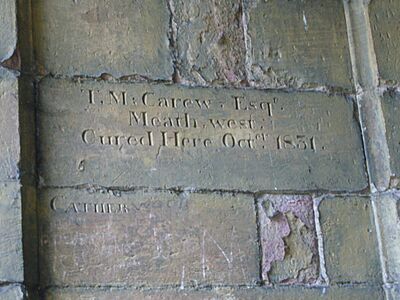 T. M. Carew. Esqr.
Meath.west.
Cured Here Octr. 1831.
CATHER